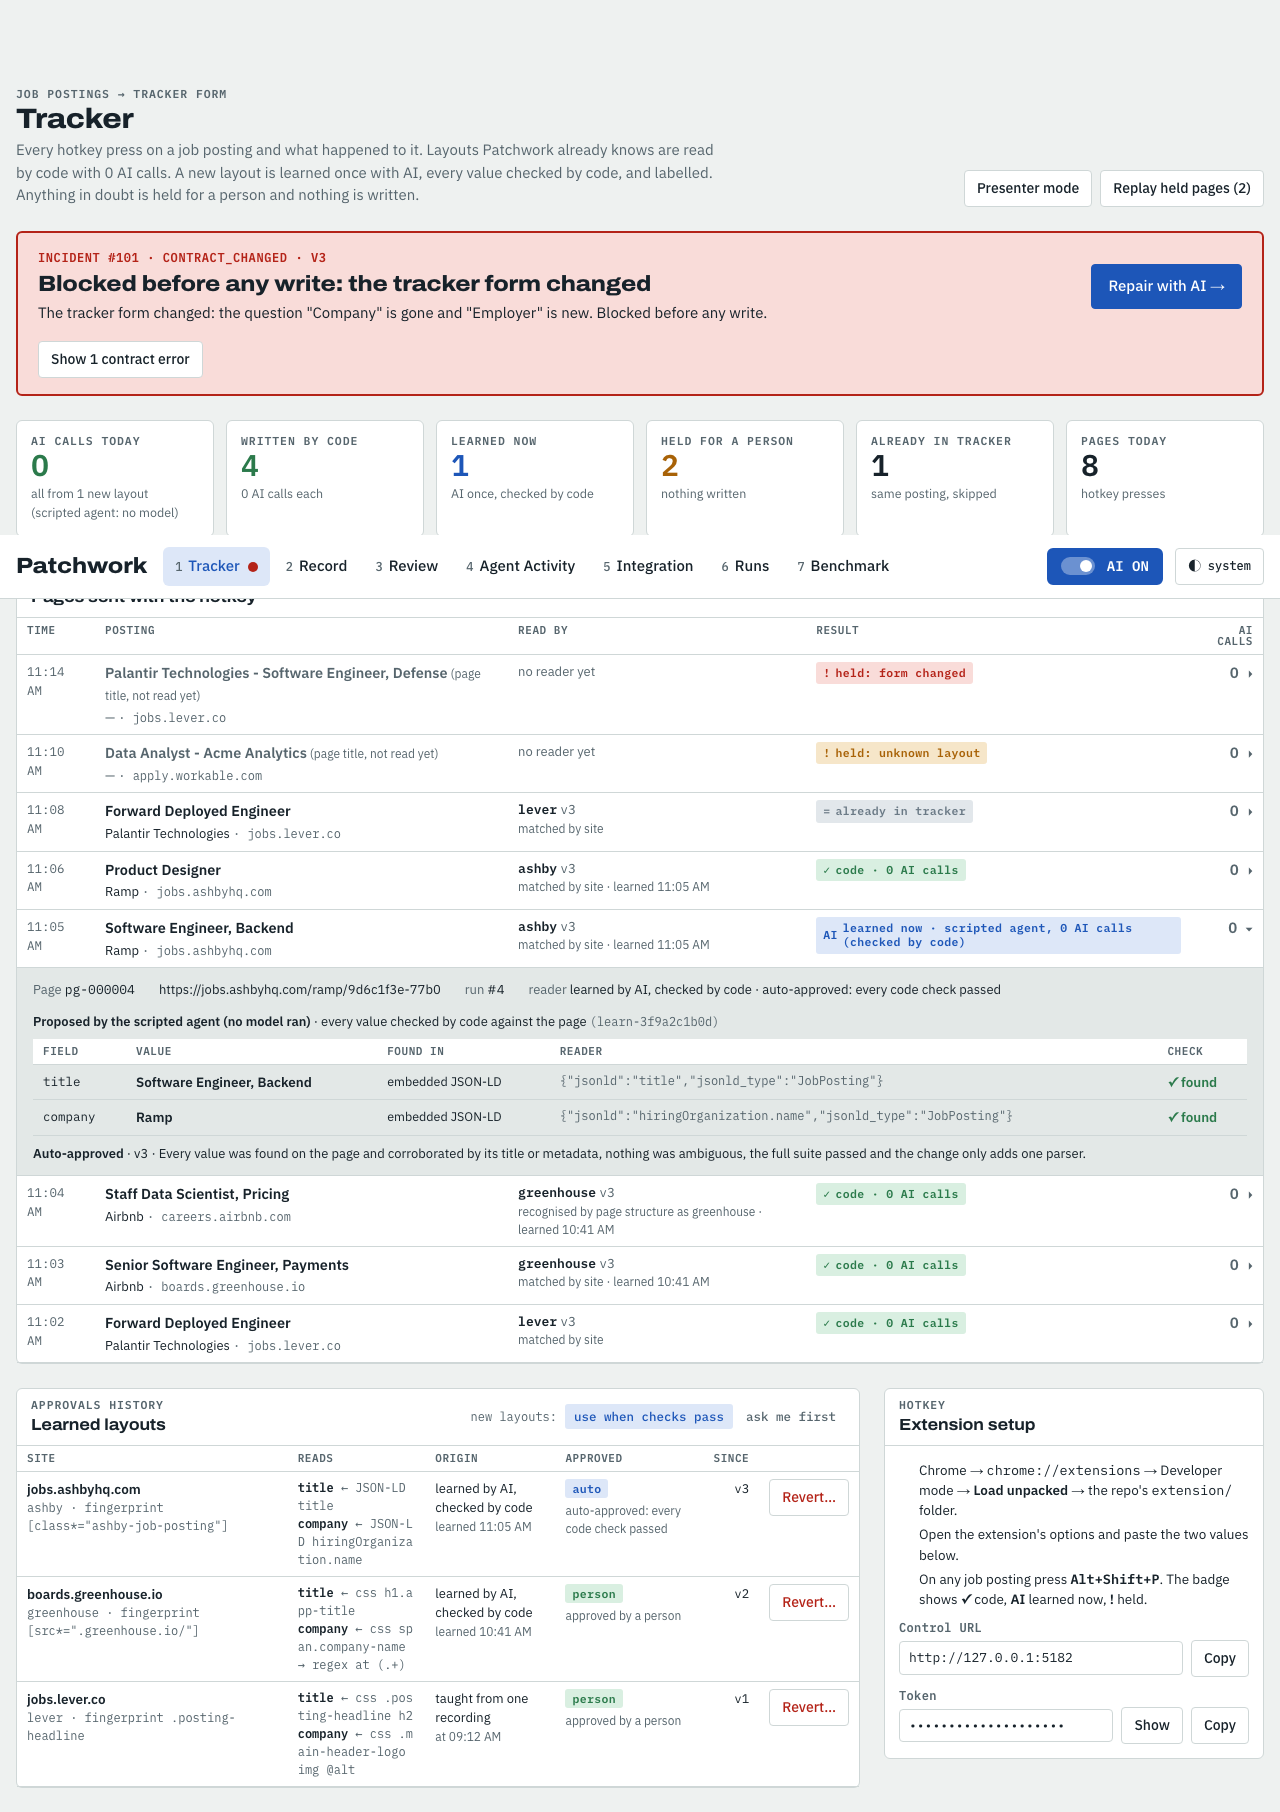 JOB POSTINGS → TRACKER FORM
Tracker
Every hotkey press on a job posting and what happened to it. Layouts Patchwork already knows are read
by code with 0 AI calls. A new layout is learned once with AI, every value checked by code, and labelled.
Anything in doubt is held for a person and nothing is written.
Presenter mode
Replay held pages (2)
INCIDENT #101 · CONTRACT_CHANGED · V3
Blocked before any write: the tracker form changed
The tracker form changed: the question "Company" is gone and "Employer" is new. Blocked before any write.
Repair with AI →
Show 1 contract error
AI CALLS TODAY
0
all from 1 new layout
(scripted agent: no model)
WRITTEN BY CODE
4
0 AI calls each
LEARNED NOW
1
AI once, checked by code
HELD FOR A PERSON
2
nothing written
ALREADY IN TRACKER
1
same posting, skipped
PAGES TODAY
8
hotkey presses
Patchwork
1 Tracker
2 Record
3 Review
4 Agent Activity
5 Integration
6 Runs
7 Benchmark
AI ON
system
Pages sent with the hotkey
TIME POSTING READ BY RESULT AI
CALLS
11:14
AM
Palantir Technologies - Software Engineer, Defense (page
title, not read yet)
— · jobs.lever.co
no reader yet
! held: form changed
0
11:10
AM
Data Analyst - Acme Analytics (page title, not read yet)
— · apply.workable.com
no reader yet
! held: unknown layout
0
11:08
AM
Forward Deployed Engineer
Palantir Technologies · jobs.lever.co
lever v3
matched by site
= already in tracker
0
11:06
AM
Product Designer
Ramp · jobs.ashbyhq.com
ashby v3
matched by site · learned 11:05 AM
✓ code · 0 AI calls
0
11:05
AM
Software Engineer, Backend
Ramp · jobs.ashbyhq.com
ashby v3
matched by site · learned 11:05 AM
AI learned now · scripted agent, 0 AI calls
(checked by code)
0
Page pg-000004 https://jobs.ashbyhq.com/ramp/9d6c1f3e-77b0 run #4 reader learned by AI, checked by code · auto-approved: every code check passed
Proposed by the scripted agent (no model ran) · every value checked by code against the page (learn-3f9a2c1b0d)
FIELD VALUE FOUND IN READER CHECK
title Software Engineer, Backend embedded JSON-LD {"jsonld":"title","jsonld_type":"JobPosting"} ✓ found
company Ramp embedded JSON-LD {"jsonld":"hiringOrganization.name","jsonld_type":"JobPosting"} ✓ found
Auto-approved · v3 · Every value was found on the page and corroborated by its title or metadata, nothing was ambiguous, the full suite passed and the change only adds one parser.
11:04
AM
Staff Data Scientist, Pricing
Airbnb · careers.airbnb.com
greenhouse v3
recognised by page structure as greenhouse ·
learned 10:41 AM
✓ code · 0 AI calls
0
11:03
AM
Senior Software Engineer, Payments
Airbnb · boards.greenhouse.io
greenhouse v3
matched by site · learned 10:41 AM
✓ code · 0 AI calls
0
11:02
AM
Forward Deployed Engineer
Palantir Technologies · jobs.lever.co
lever v3
matched by site
✓ code · 0 AI calls
0
APPROVALS HISTORY
Learned layouts
new layouts: use when checks pass ask me first
SITE READS ORIGIN APPROVED SINCE
jobs.ashbyhq.com
ashby · fingerprint
[class*="ashby-job-posting"]
title ← JSON-LD
title
company ← JSON-L
D hiringOrganiza
tion.name
learned by AI,
checked by code
learned 11:05 AM
auto
auto-approved: every
code check passed
v3
Revert...
boards.greenhouse.io
greenhouse · fingerprint
[src*=".greenhouse.io/"]
title ← css h1.a
pp-title
company ← css sp
an.company-name
→ regex at (.+)
learned by AI,
checked by code
learned 10:41 AM
person
approved by a person
v2
Revert...
jobs.lever.co
lever · fingerprint .posting-
headline
title ← css .pos
ting-headline h2
company ← css .m
ain-header-logo
img @alt
taught from one
recording
at 09:12 AM
person
approved by a person
v1
Revert...
HOTKEY
Extension setup
Chrome → chrome://extensions → Developer
mode → Load unpacked → the repo's extension/
folder.
Open the extension's options and paste the two values
below.
On any job posting press Alt+Shift+P. The badge
shows ✓ code, AI learned now, ! held.
Control URL
http://127.0.0.1:5182
Copy
Token
••••••••••••••••••••
Show
Copy